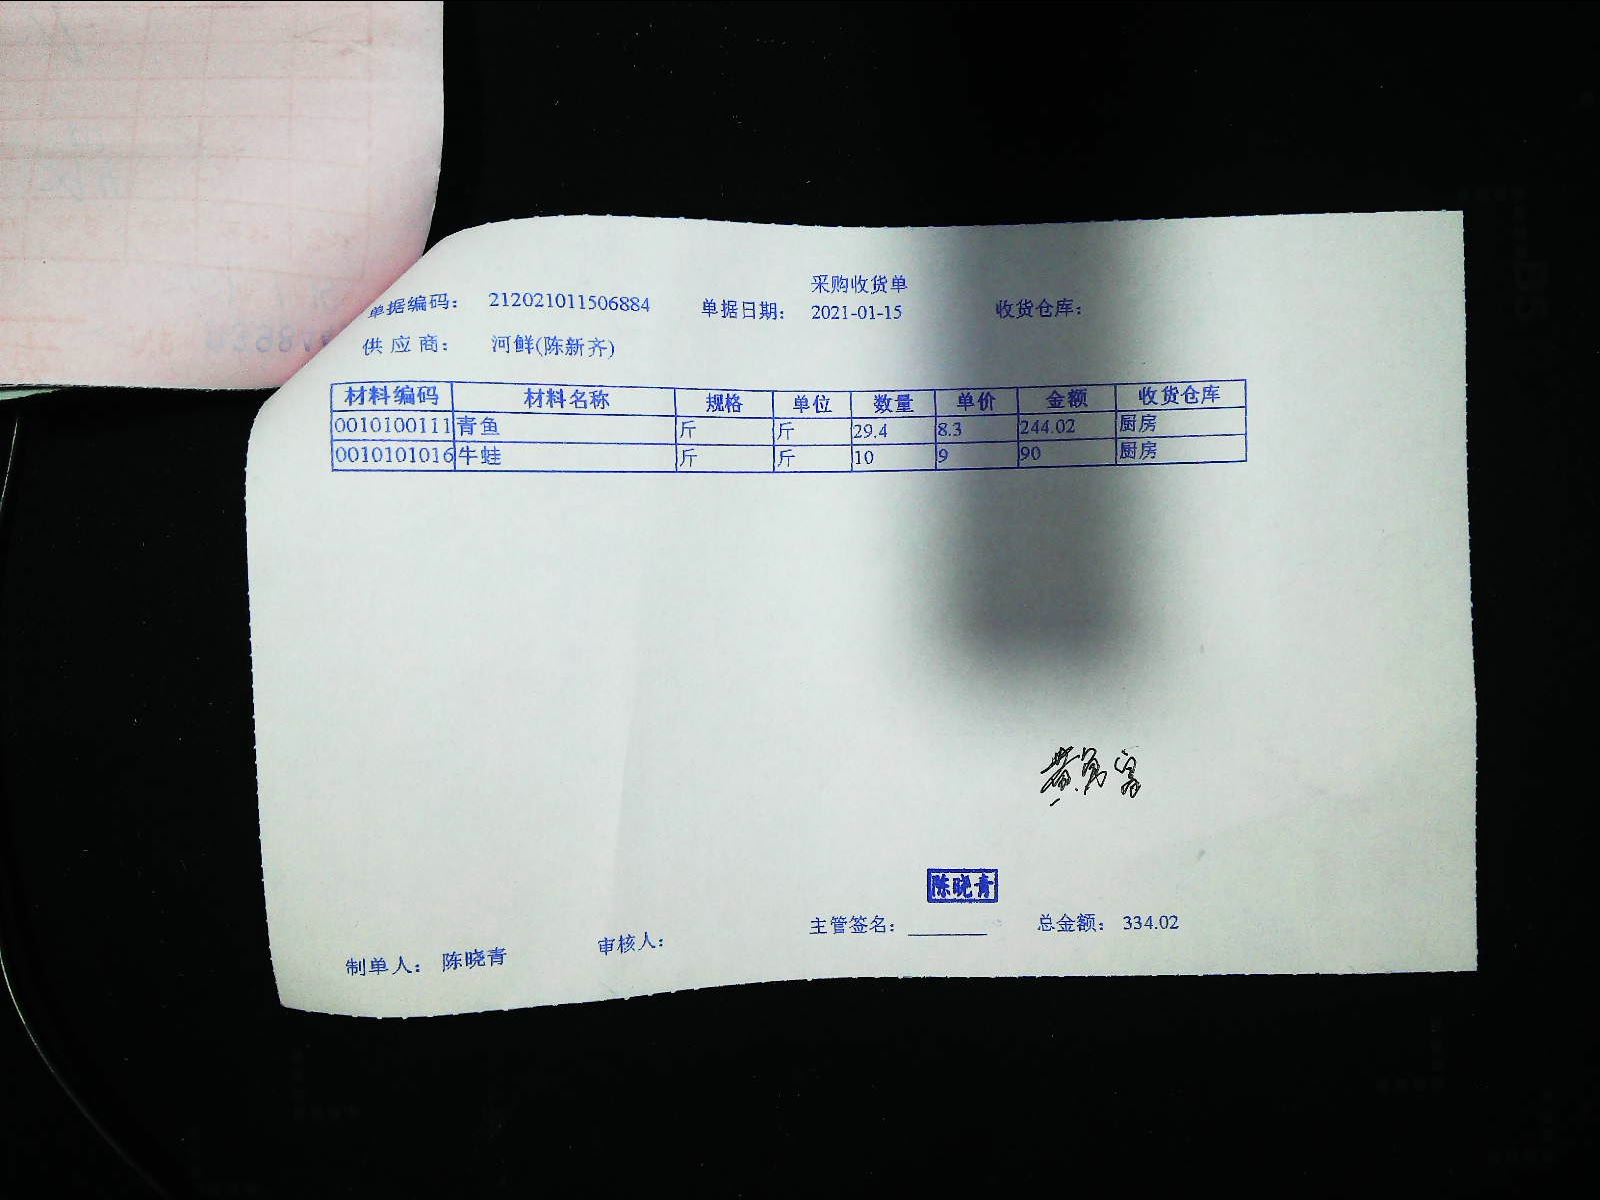 采购收货单
单据编码： 212021011506884 单据日期： 2021-01-15 收货仓库：
供应商： 河鲜(陈新齐)
材料编码 材料名称 规格 单位 数量 单价 金额 收货仓库
0010100111 青鱼 斤 斤 29.4 8.3 244.02 厨房
0010101016 牛蛙 斤 斤 10 9 90 厨房
陈晓青
主管签名： 总金额： 334.02
制单人： 陈晓青 审核人：